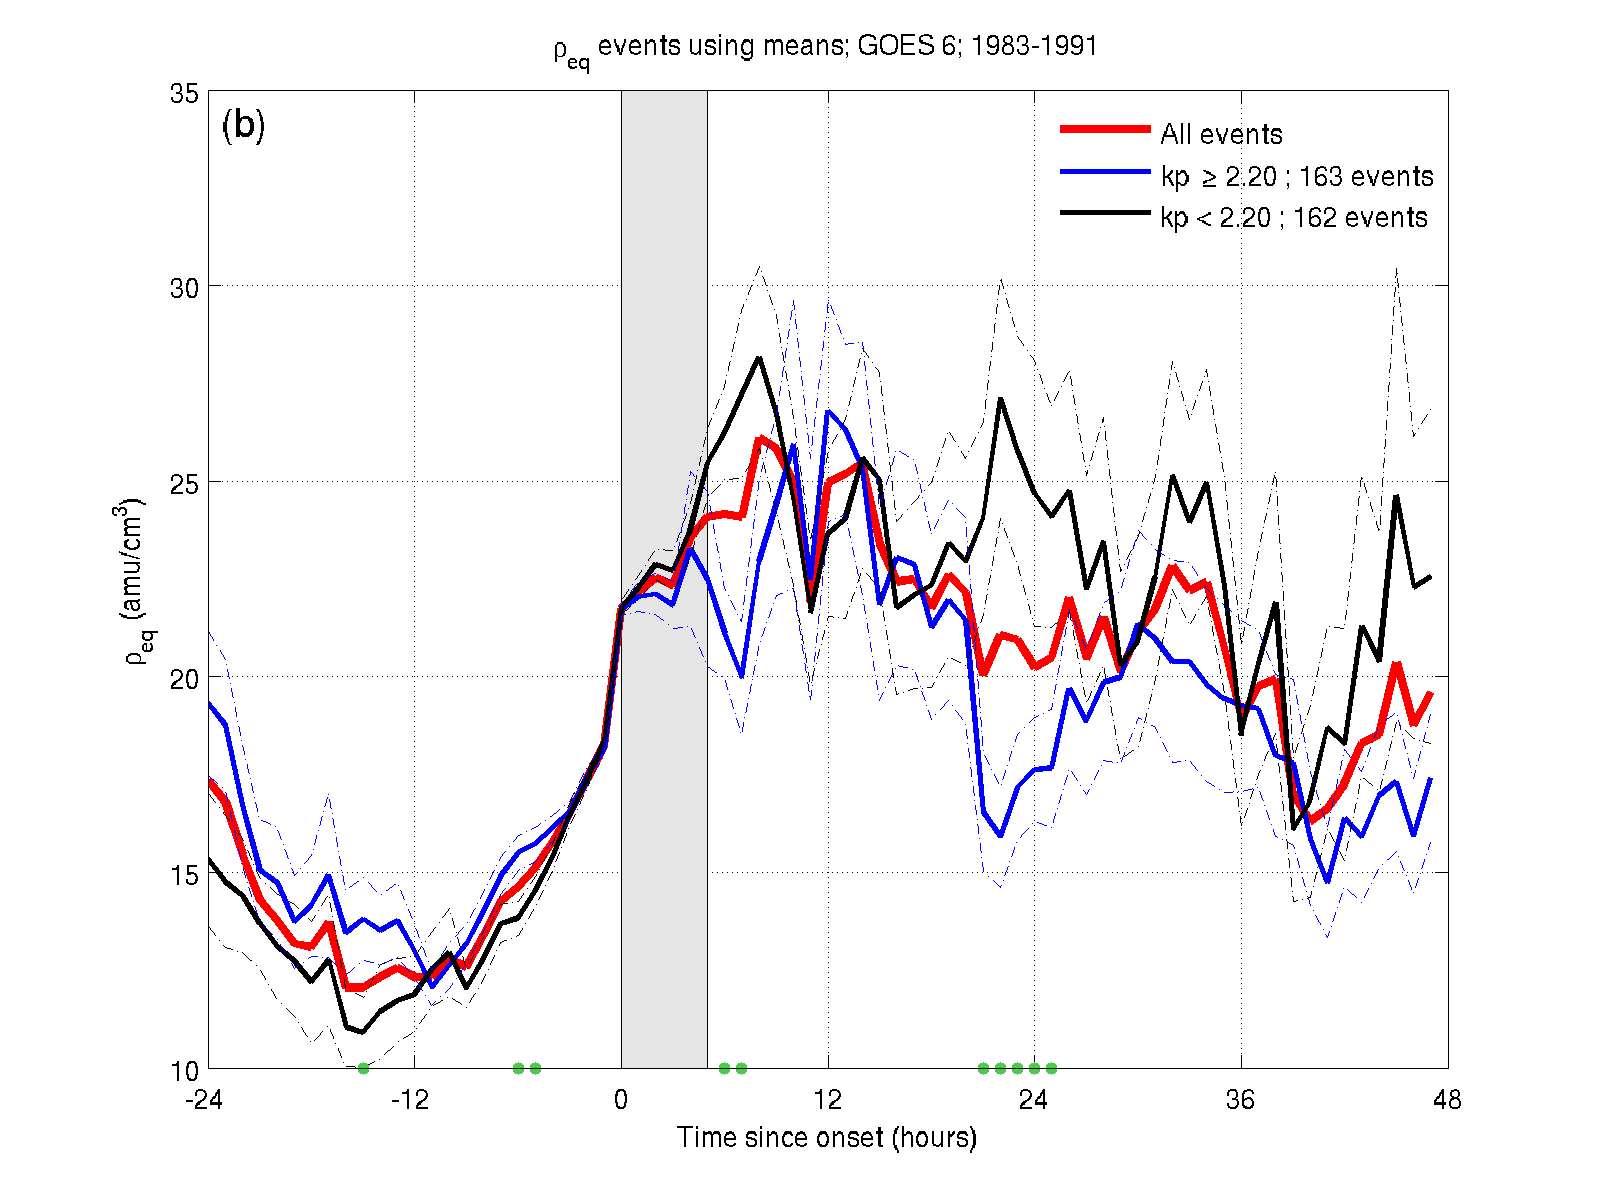 ρeq events using means; GOES 6; 1983-1991
(b)
All events
kp ≥ 2.20 ; 163 events
kp < 2.20 ; 162 events
35
30
25
20
15
10
ρeq (amu/cm³)
-24 -12 0 12 24 36 48
Time since onset (hours)